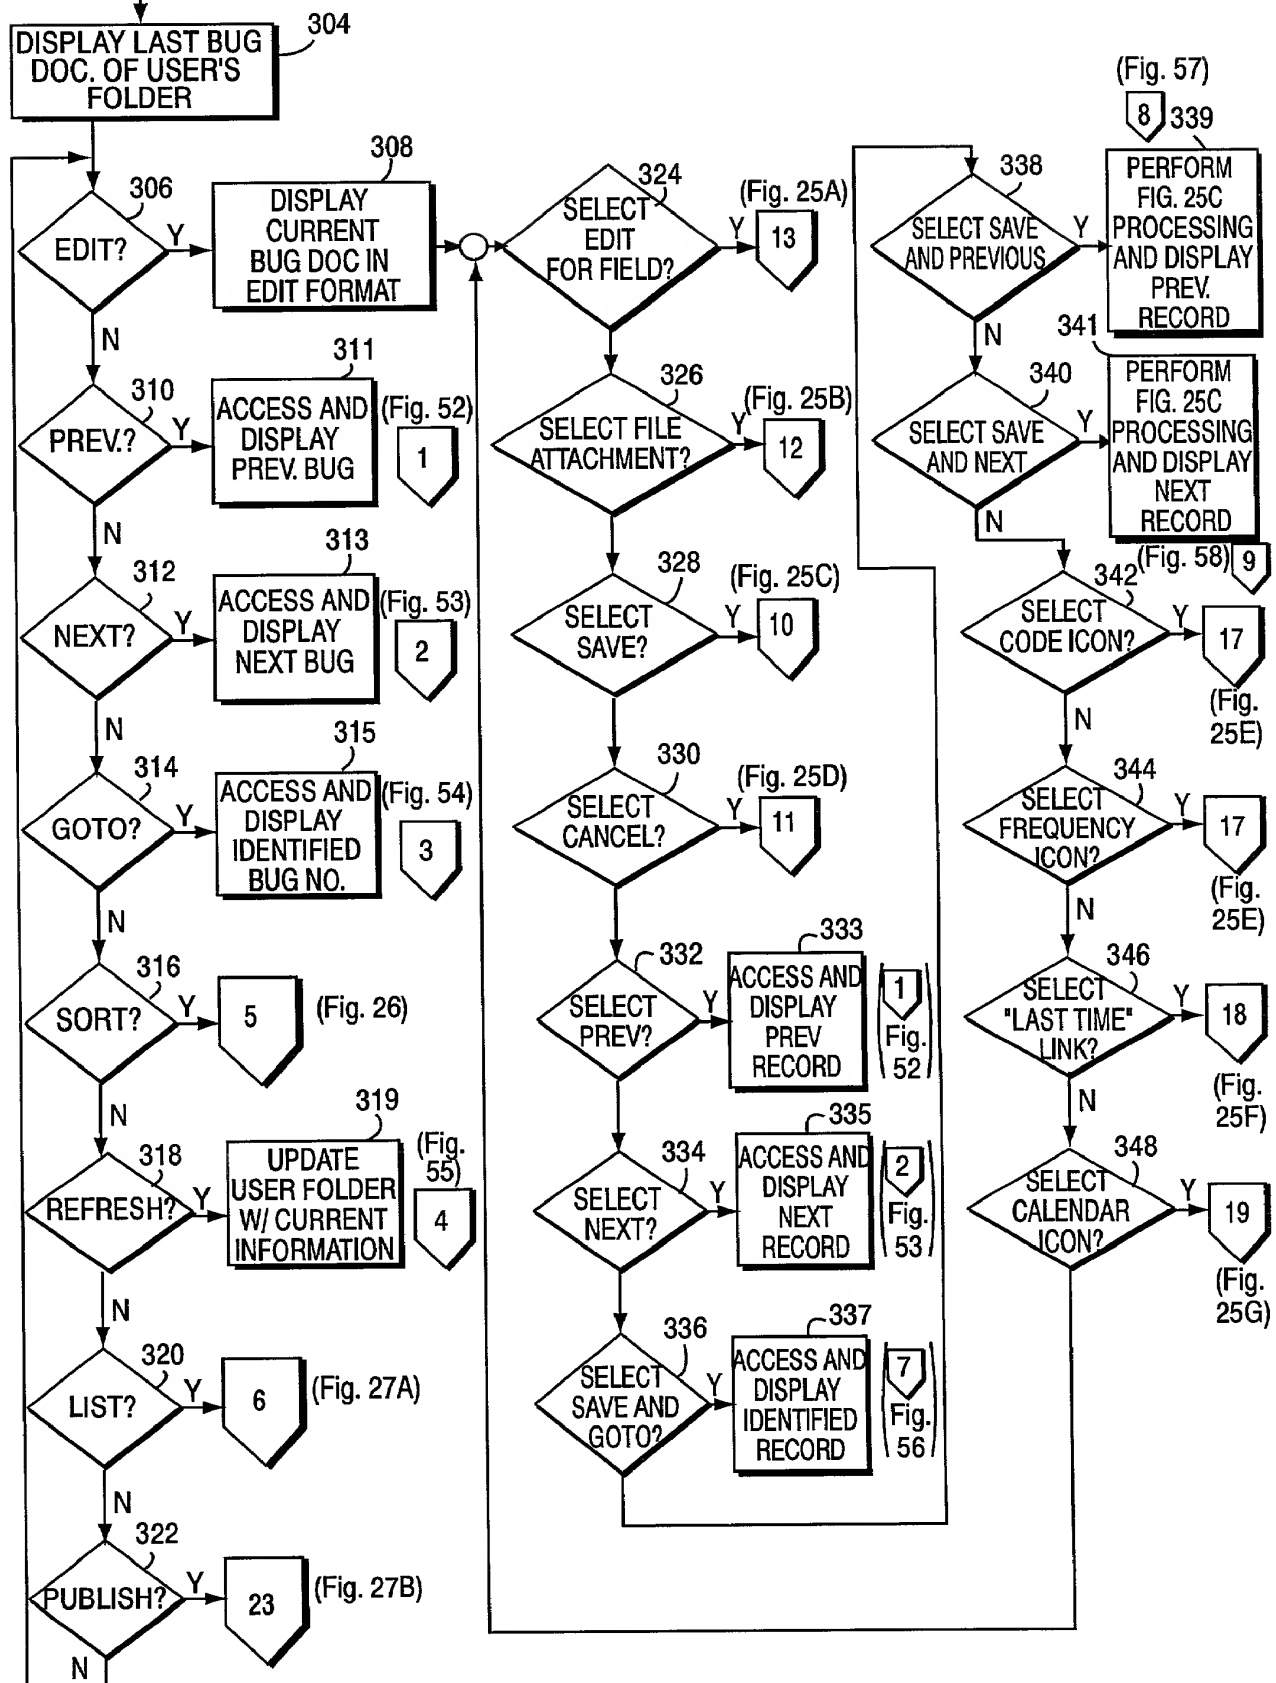 304
DISPLAY LAST BUG
DOC. OF USER'S
FOLDER
306
EDIT?
Y
N
308
DISPLAY
CURRENT
BUG DOC IN
EDIT FORMAT
310
PREV.?
Y
N
311
ACCESS AND
DISPLAY
PREV. BUG
(Fig. 52)
1
312
NEXT?
Y
N
313
ACCESS AND
DISPLAY
NEXT BUG
(Fig. 53)
2
314
GOTO?
Y
N
315
ACCESS AND
DISPLAY
IDENTIFIED
BUG NO.
(Fig. 54)
3
316
SORT?
Y
N
5
(Fig. 26)
318
REFRESH?
Y
N
319
UPDATE
USER FOLDER
W/ CURRENT
INFORMATION
(Fig.
55)
4
320
LIST?
Y
N
6
(Fig. 27A)
322
PUBLISH?
Y
N
23
(Fig. 27B)
324
SELECT
EDIT
FOR FIELD?
Y
(Fig. 25A)
13
326
SELECT FILE
ATTACHMENT?
Y
(Fig. 25B)
12
328
SELECT
SAVE?
Y
(Fig. 25C)
10
330
SELECT
CANCEL?
Y
(Fig. 25D)
11
332
SELECT
PREV?
Y
333
ACCESS AND
DISPLAY
PREV
RECORD
1
(Fig.
52)
334
SELECT
NEXT?
Y
335
ACCESS AND
DISPLAY
NEXT
RECORD
2
(Fig.
53)
336
SELECT
SAVE AND
GOTO?
Y
337
ACCESS AND
DISPLAY
IDENTIFIED
RECORD
7
(Fig.
56)
338
SELECT SAVE
AND PREVIOUS
Y
N
(Fig. 57)
8
339
PERFORM
FIG. 25C
PROCESSING
AND DISPLAY
PREV.
RECORD
340
SELECT SAVE
AND NEXT
Y
N
341
PERFORM
FIG. 25C
PROCESSING
AND DISPLAY
NEXT
RECORD
(Fig. 58)
9
342
SELECT
CODE ICON?
Y
N
17
(Fig.
25E)
344
SELECT
FREQUENCY
ICON?
Y
N
17
(Fig.
25E)
346
SELECT
"LAST TIME"
LINK?
Y
N
18
(Fig.
25F)
348
SELECT
CALENDAR
ICON?
Y
19
(Fig.
25G)